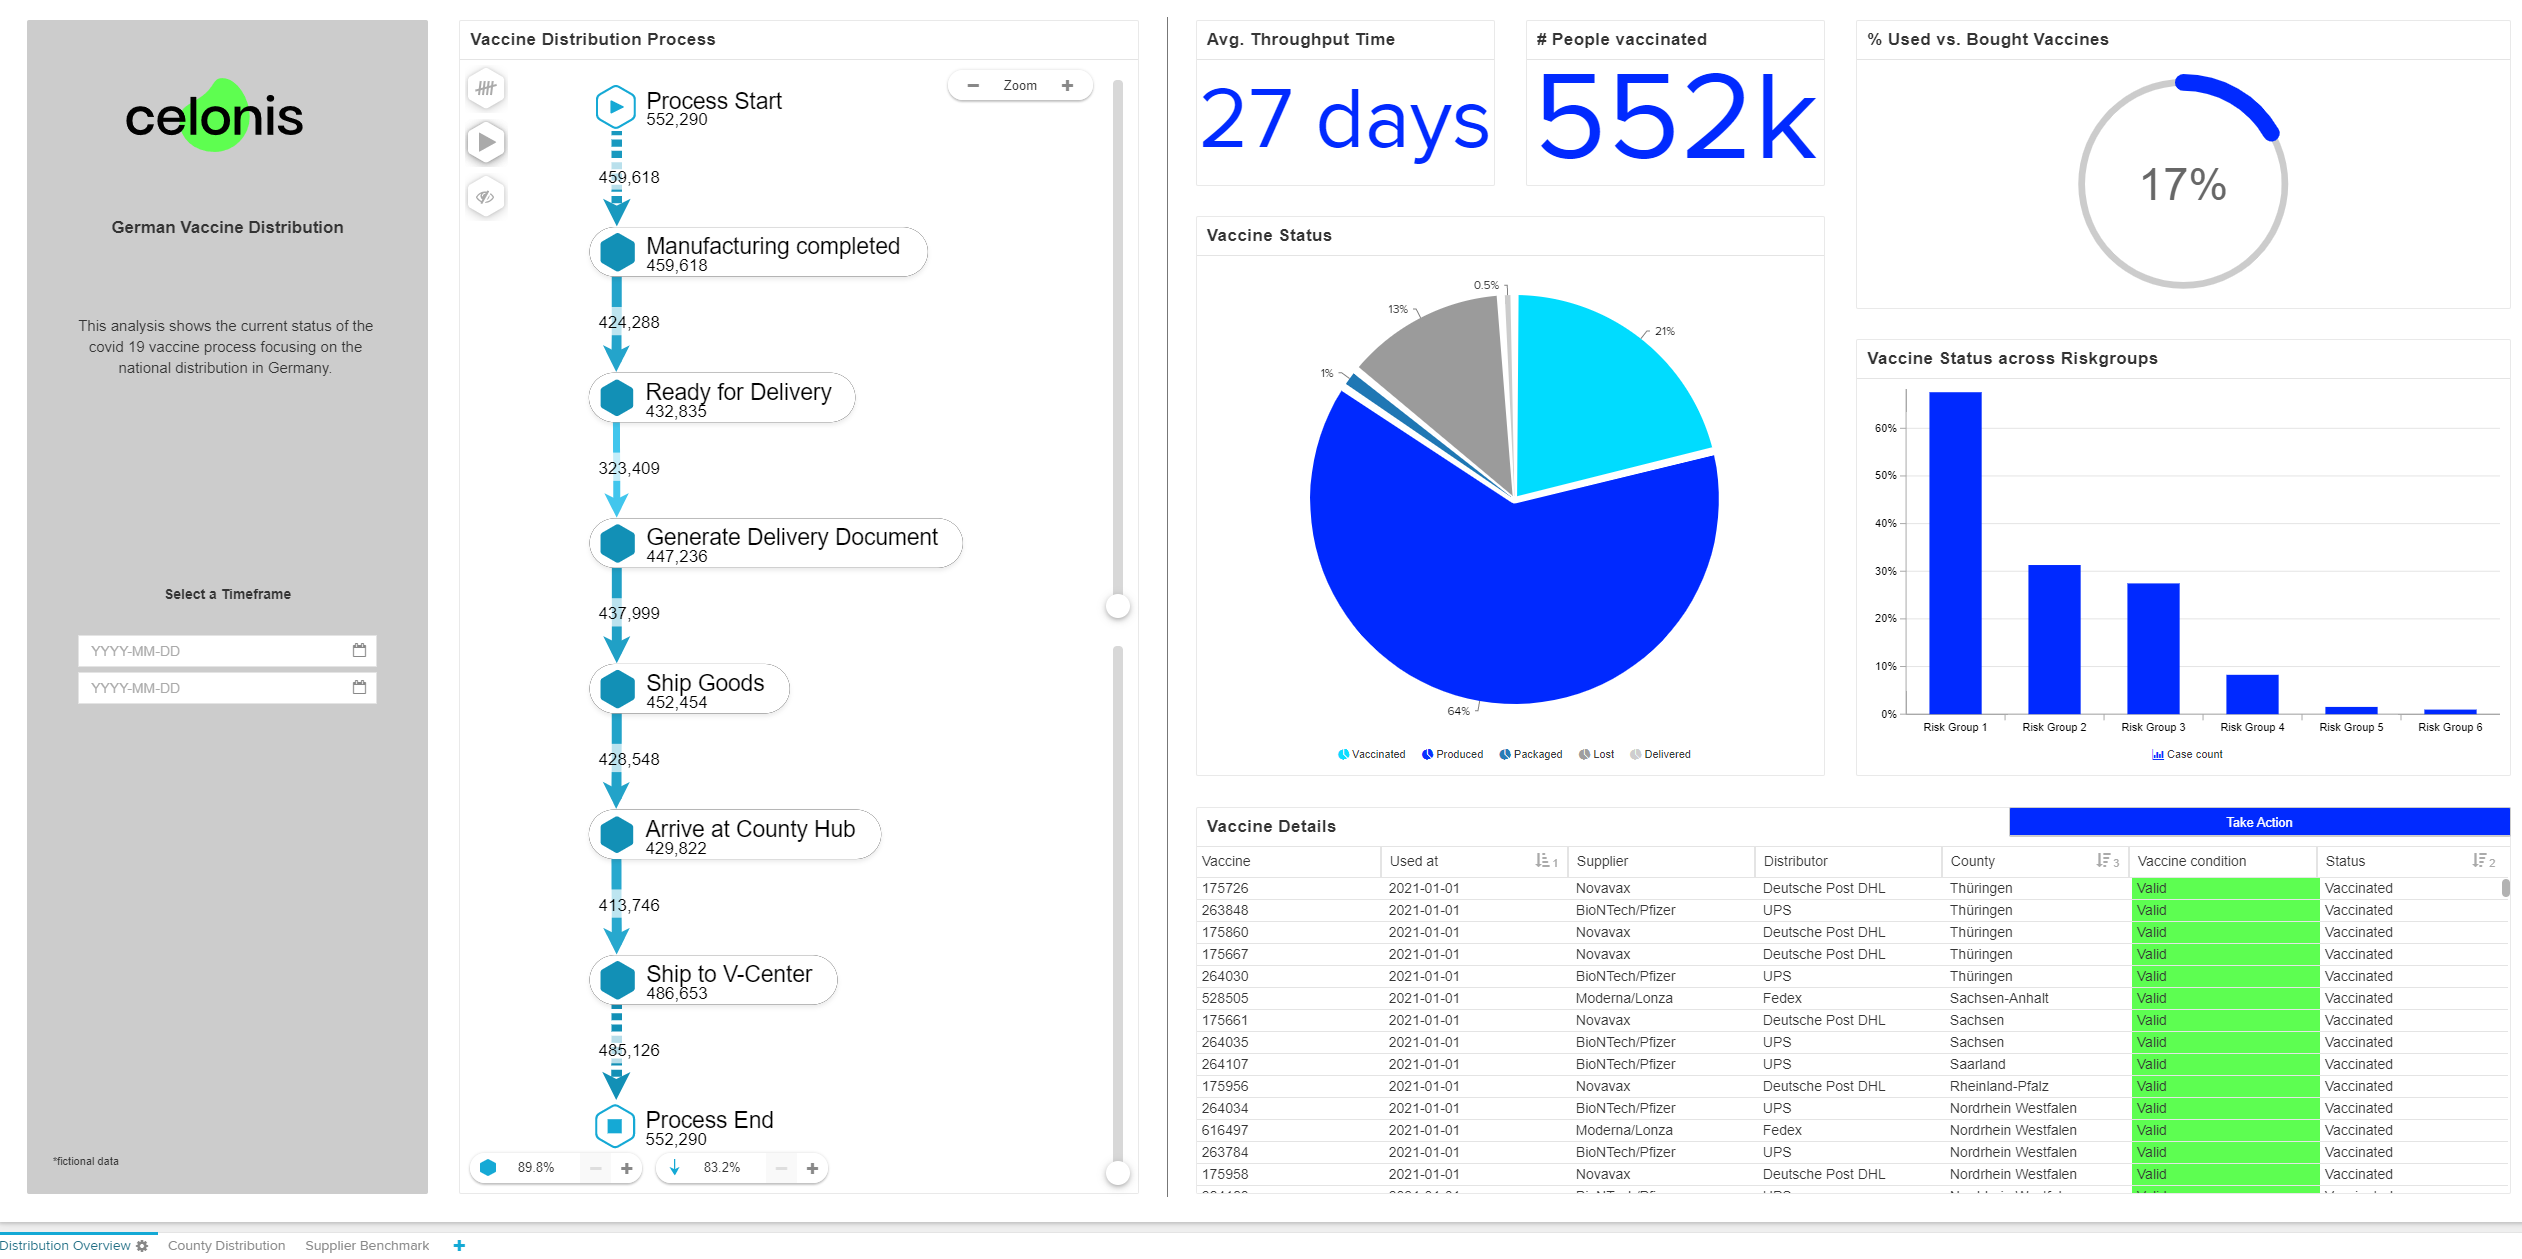 celonis
German Vaccine Distribution
This analysis shows the current status of the
covid 19 vaccine process focusing on the
national distribution in Germany.
Select a Timeframe
YYYY-MM-DD
YYYY-MM-DD
*fictional data
Vaccine Distribution Process
Zoom
Process Start
552,290
459,618
Manufacturing completed
459,618
424,288
Ready for Delivery
432,835
323,409
Generate Delivery Document
447,236
437,999
Ship Goods
452,454
428,548
Arrive at County Hub
429,822
413,746
Ship to V-Center
486,653
485,126
Process End
552,290
89.8%
83.2%
Avg. Throughput Time
27 days
# People vaccinated
552k
% Used vs. Bought Vaccines
17%
Vaccine Status
0.5%
13%
21%
1%
64%
Vaccinated Produced Packaged Lost Delivered
Vaccine Status across Riskgroups
60%
50%
40%
30%
20%
10%
0%
Risk Group 1 Risk Group 2 Risk Group 3 Risk Group 4 Risk Group 5 Risk Group 6
Case count
Vaccine Details
Take Action
Vaccine Used at 1 Supplier Distributor County 3 Vaccine condition Status 2
175726 2021-01-01 Novavax Deutsche Post DHL Thüringen Valid Vaccinated
263848 2021-01-01 BioNTech/Pfizer UPS Thüringen Valid Vaccinated
175860 2021-01-01 Novavax Deutsche Post DHL Thüringen Valid Vaccinated
175667 2021-01-01 Novavax Deutsche Post DHL Thüringen Valid Vaccinated
264030 2021-01-01 BioNTech/Pfizer UPS Thüringen Valid Vaccinated
528505 2021-01-01 Moderna/Lonza Fedex Sachsen-Anhalt Valid Vaccinated
175661 2021-01-01 Novavax Deutsche Post DHL Sachsen Valid Vaccinated
264035 2021-01-01 BioNTech/Pfizer UPS Sachsen Valid Vaccinated
264107 2021-01-01 BioNTech/Pfizer UPS Saarland Valid Vaccinated
175956 2021-01-01 Novavax Deutsche Post DHL Rheinland-Pfalz Valid Vaccinated
264034 2021-01-01 BioNTech/Pfizer UPS Nordrhein Westfalen Valid Vaccinated
616497 2021-01-01 Moderna/Lonza Fedex Nordrhein Westfalen Valid Vaccinated
263784 2021-01-01 BioNTech/Pfizer UPS Nordrhein Westfalen Valid Vaccinated
175958 2021-01-01 Novavax Deutsche Post DHL Nordrhein Westfalen Valid Vaccinated
Distribution Overview County Distribution Supplier Benchmark